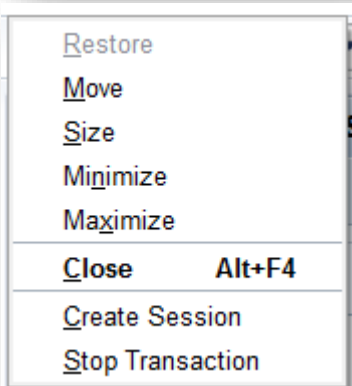 Restore
Move
Size
Minimize
Maximize
Close Alt+F4
Create Session
Stop Transaction